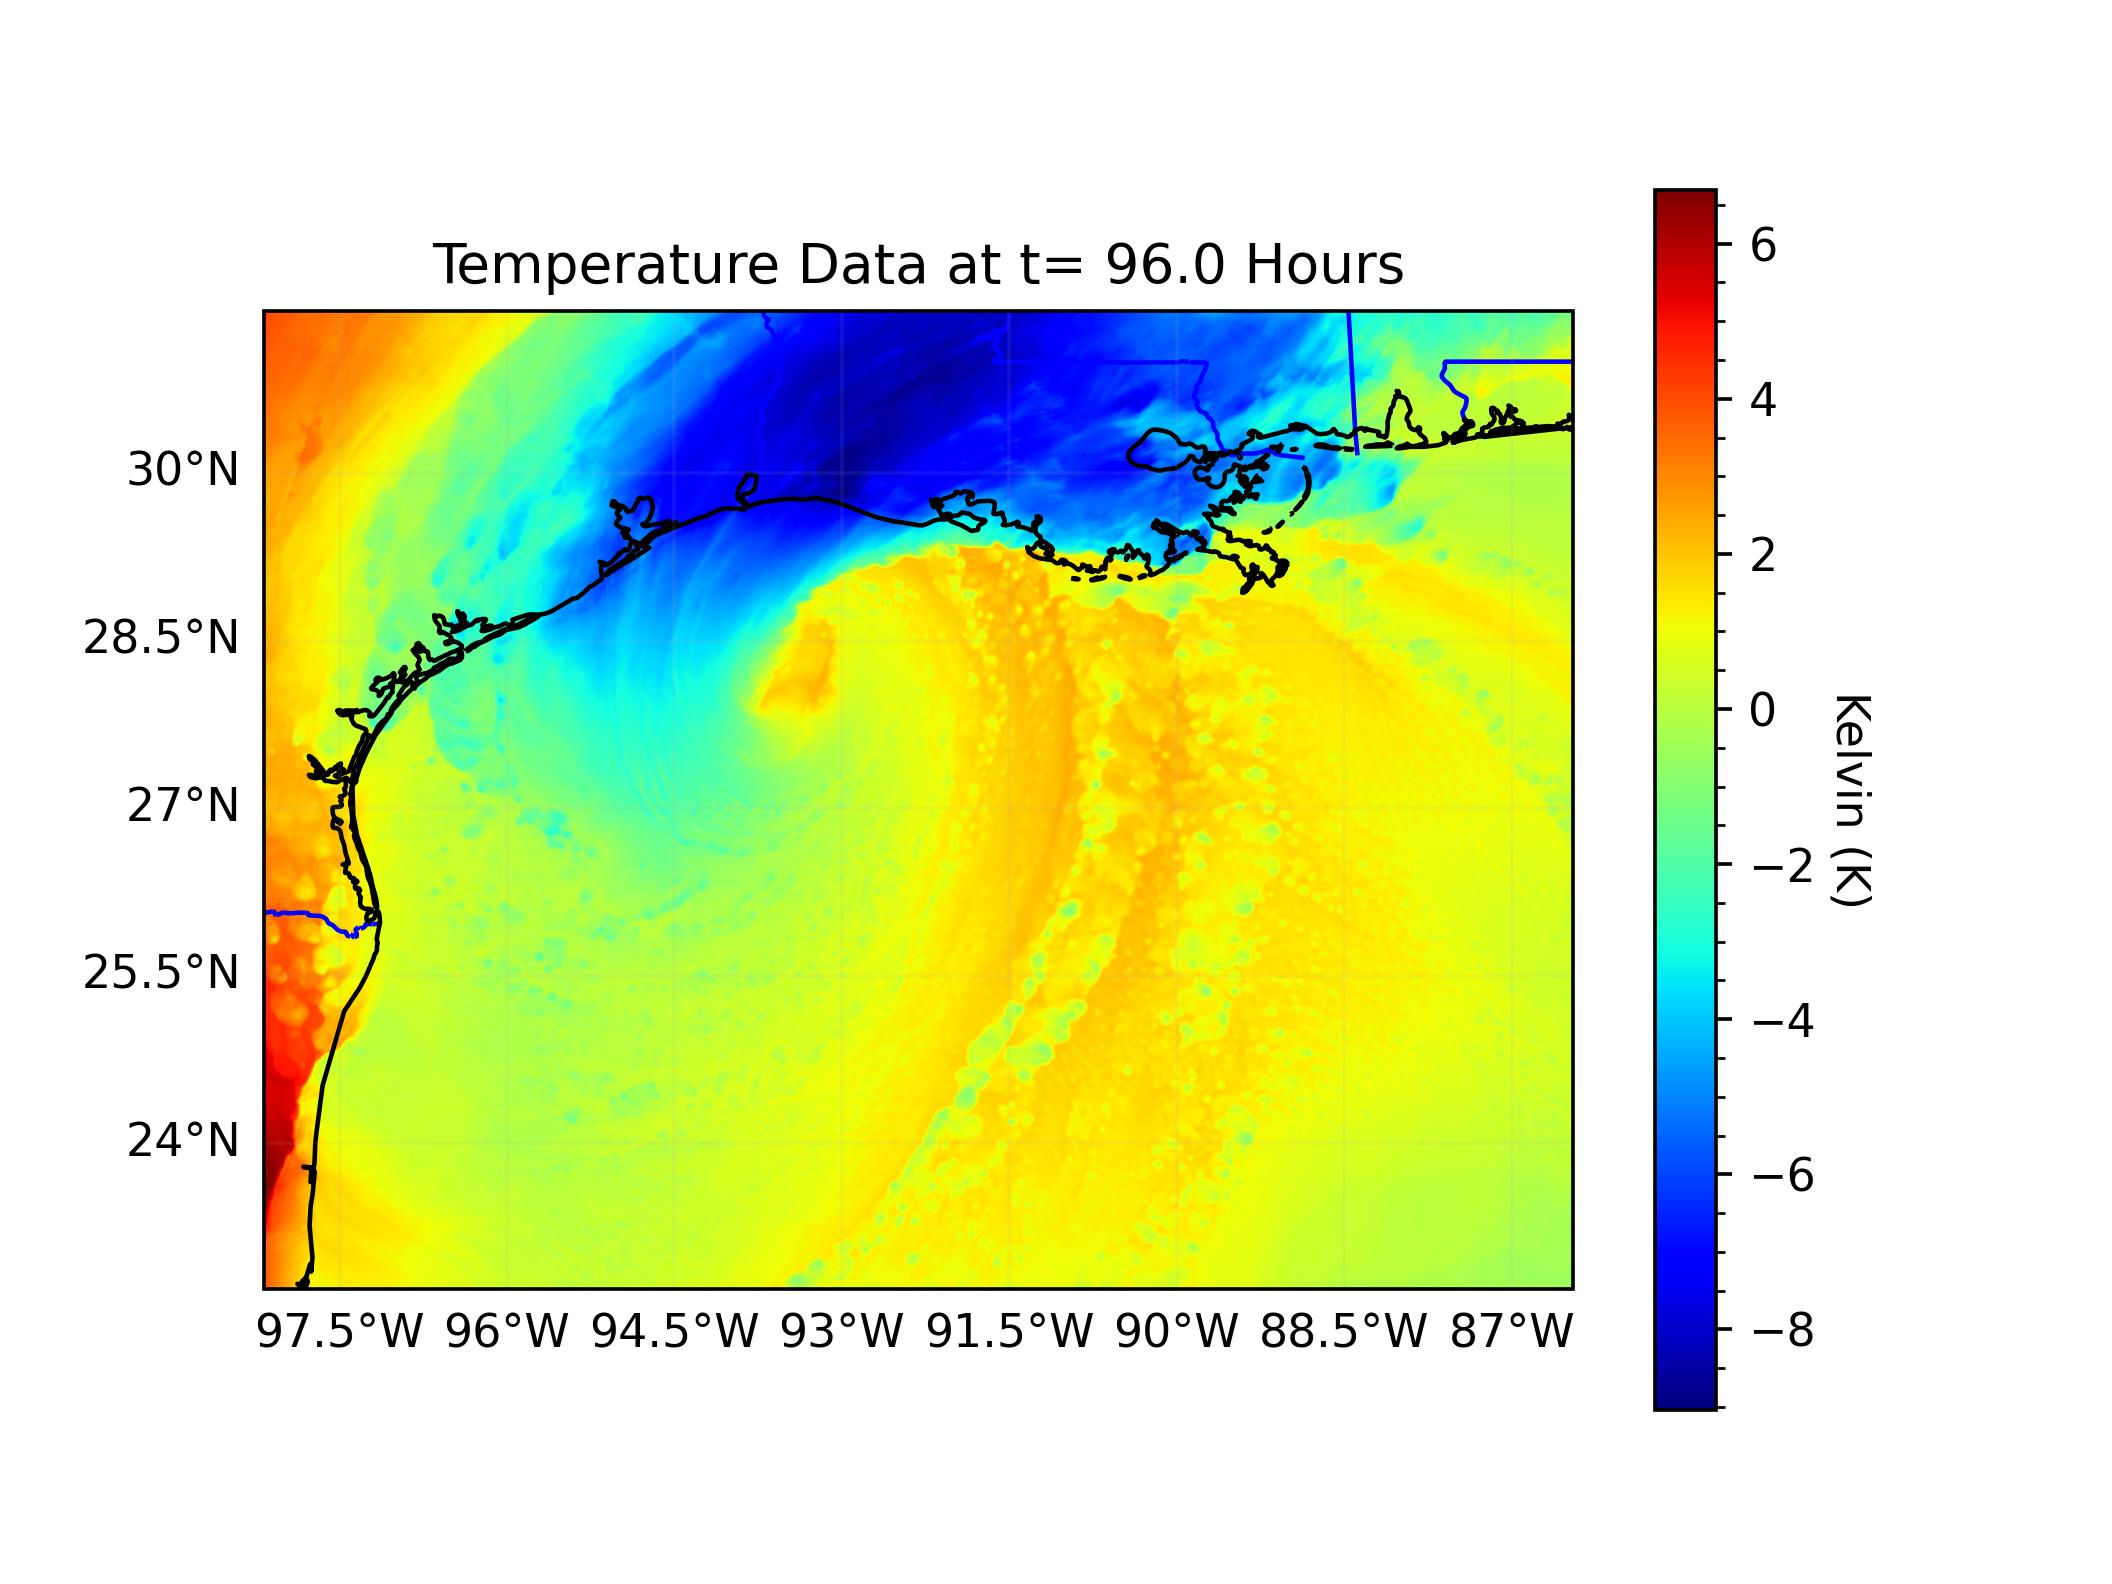 Temperature Data at t= 96.0 Hours
30°N
28.5°N
27°N
25.5°N
24°N
97.5°W 96°W 94.5°W 93°W 91.5°W 90°W 88.5°W 87°W
6
4
2
0
−2
−4
−6
−8
Kelvin (K)